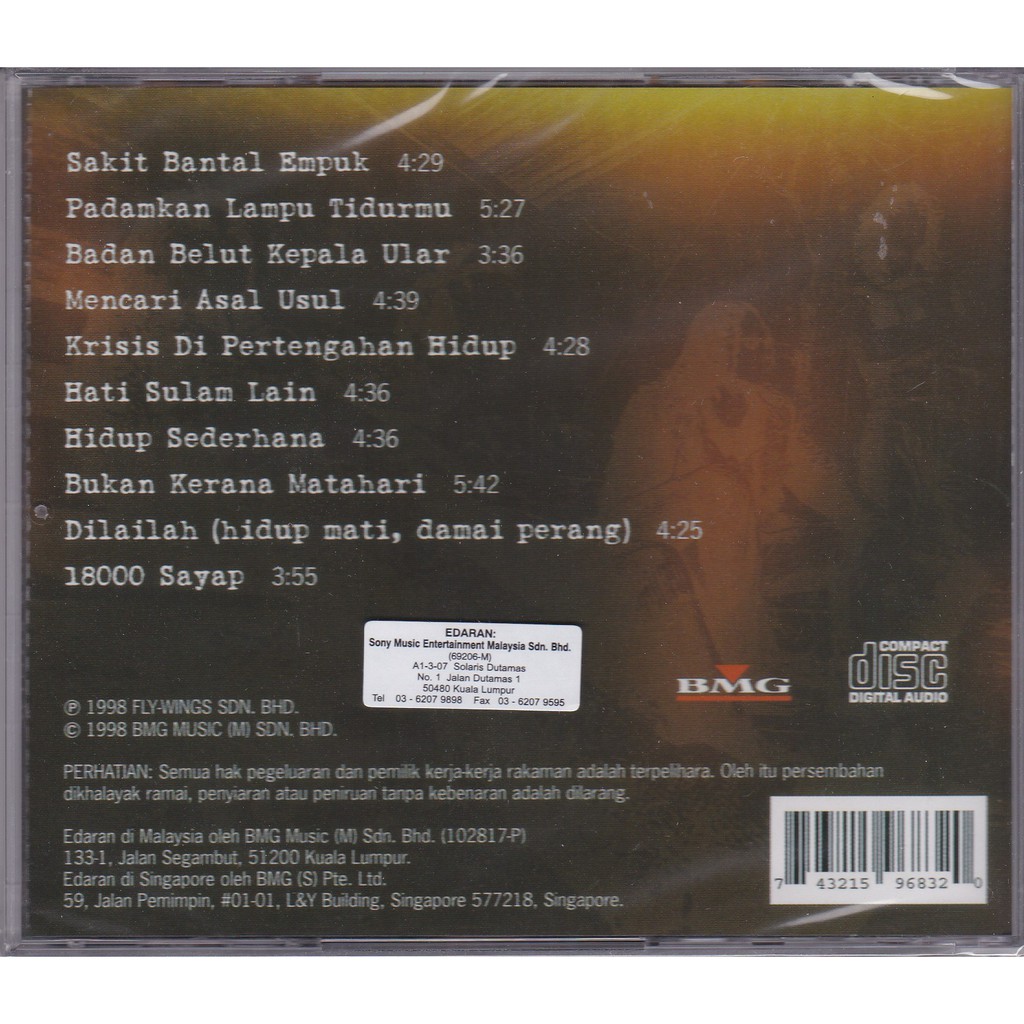 Sakit Bantal Empuk 4:29
Padamkan Lampu Tidurmu 5:27
Badan Belut Kepala Ular 3:36
Mencari Asal Usul 4:39
Krisis Di Pertengahan Hidup 4:28
Hati Sulam Lain 4:36
Hidup Sederhana 4:36
Bukan Kerana Matahari 5:42
Dilailah (hidup mati, damai perang) 4:25
18000 Sayap 3:55
EDARAN:
Sony Music Entertainment Malaysia Sdn. Bhd.
(69206-M)
A1-3-07 Solaris Dutamas
No. 1 Jalan Dutamas 1
50480 Kuala Lumpur
Tel 03 - 6207 9898 Fax 03 - 6207 9595
BMG
COMPACT
disc
DIGITAL AUDIO
℗ 1998 FLY-WINGS SDN. BHD.
© 1998 BMG MUSIC (M) SDN. BHD.
PERHATIAN: Semua hak pegeluaran dan pemilik kerja-kerja rakaman adalah terpelihara. Oleh itu persembahan
dikhalayak ramai, penyiaran atau peniruan tanpa kebenaran adalah dilarang.
Edaran di Malaysia oleh BMG Music (M) Sdn. Bhd. (102817-P)
133-1, Jalan Segambut, 51200 Kuala Lumpur.
Edaran di Singapore oleh BMG (S) Pte. Ltd:
59, Jalan Pemimpin, #01-01, L&Y Building, Singapore 577218, Singapore.
7 43215 96832 0